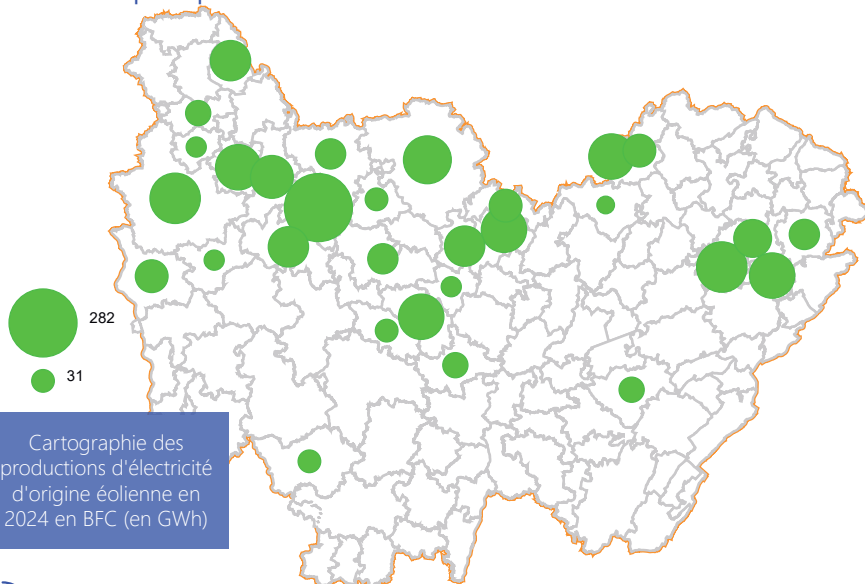 282
31
Cartographie des
productions d'électricité
d'origine éolienne en
2024 en BFC (en GWh)